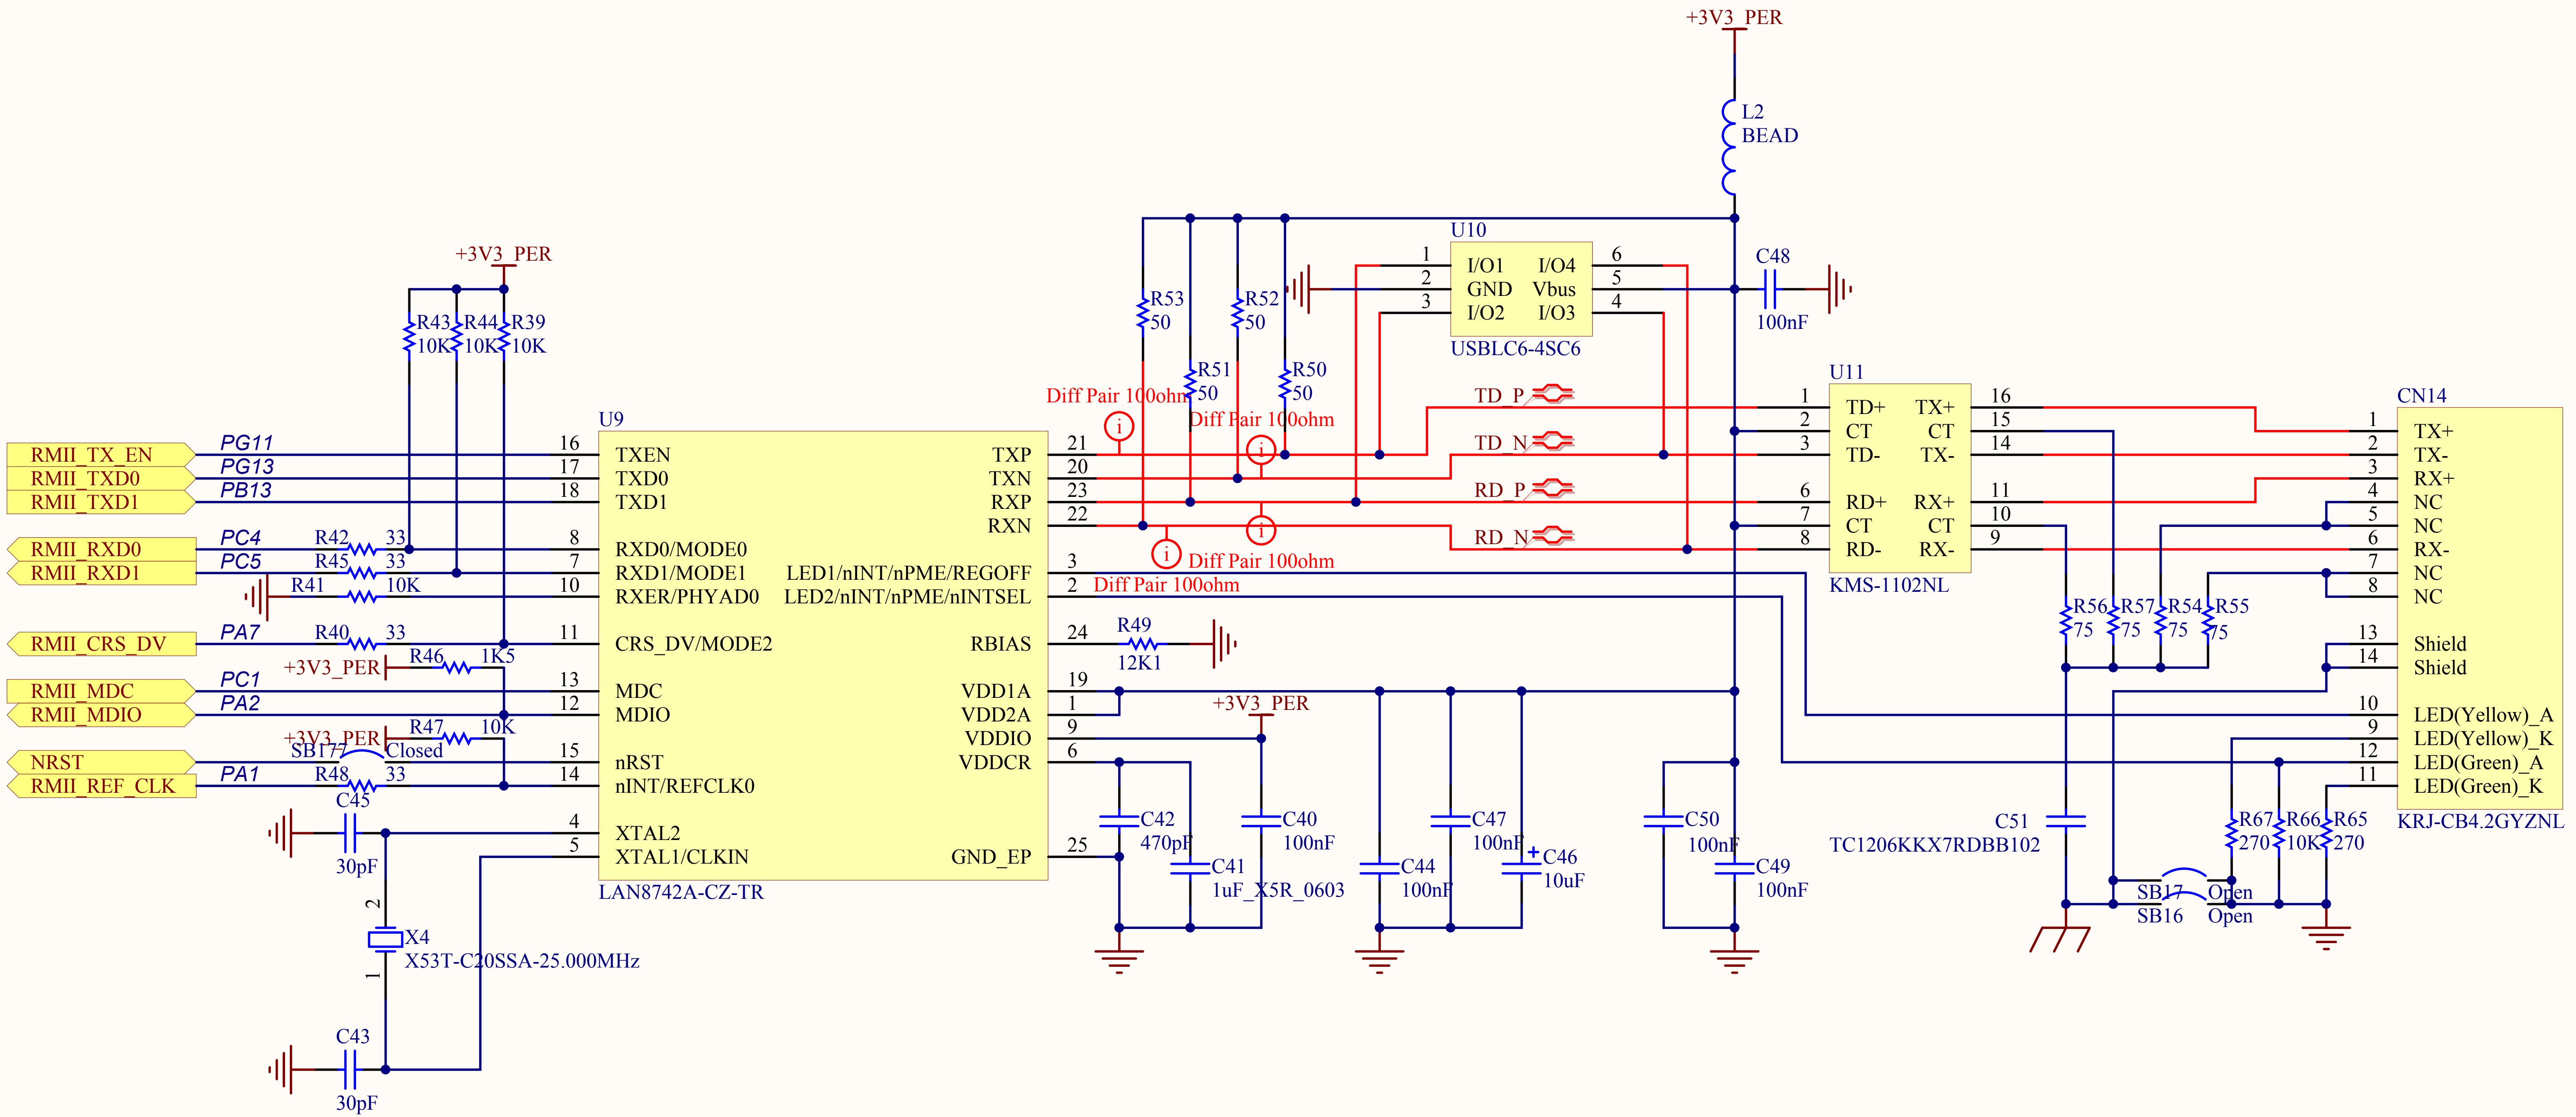 +3V3_PER
L2
BEAD
U10
1
I/O1
I/O4
6
2
GND
Vbus
5
3
I/O2
I/O3
4
USBLC6-4SC6
C48
100nF
+3V3_PER
R43
10K
R44
10K
R39
10K
R53
50
R52
50
R51
50
R50
50
Diff Pair 100ohm
Diff Pair 100ohm
Diff Pair 100ohm
Diff Pair 100ohm
i
i
i
i
TD_P
TD_N
RD_P
RD_N
RMII_TX_EN
PG11
RMII_TXD0
PG13
RMII_TXD1
PB13
RMII_RXD0
PC4
R42
33
RMII_RXD1
PC5
R45
33
R41
10K
RMII_CRS_DV
PA7
R40
33
+3V3_PER
R46
1K5
RMII_MDC
PC1
RMII_MDIO
PA2
+3V3_PER
R47
10K
SB177
Closed
NRST
RMII_REF_CLK
PA1
R48
33
C45
30pF
2
X4
X53T-C20SSA-25.000MHz
1
C43
30pF
U9
16
TXEN
17
TXD0
18
TXD1
8
RXD0/MODE0
7
RXD1/MODE1
10
RXER/PHYAD0
11
CRS_DV/MODE2
13
MDC
12
MDIO
15
nRST
14
nINT/REFCLK0
4
XTAL2
5
XTAL1/CLKIN
TXP
21
TXN
20
RXP
23
RXN
22
LED1/nINT/nPME/REGOFF
3
LED2/nINT/nPME/nINTSEL
2
RBIAS
24
VDD1A
19
VDD2A
1
VDDIO
9
VDDCR
6
GND_EP
25
LAN8742A-CZ-TR
R49
12K1
+3V3_PER
C42
470pF
C41
1uF_X5R_0603
C40
100nF
C44
100nF
C47
100nF
C46
10uF
C50
100nF
C49
100nF
U11
1
TD+
TX+
16
2
CT
CT
15
3
TD-
TX-
14
6
RD+
RX+
11
7
CT
CT
10
8
RD-
RX-
9
KMS-1102NL
R56
75
R57
75
R54
75
R55
75
C51
TC1206KKX7RDBB102
SB17
Open
SB16
Open
R67
270
R66
10K
R65
270
CN14
1
TX+
2
TX-
3
RX+
4
NC
5
NC
6
RX-
7
NC
8
NC
13
Shield
14
Shield
10
LED(Yellow)_A
9
LED(Yellow)_K
12
LED(Green)_A
11
LED(Green)_K
KRJ-CB4.2GYZNL